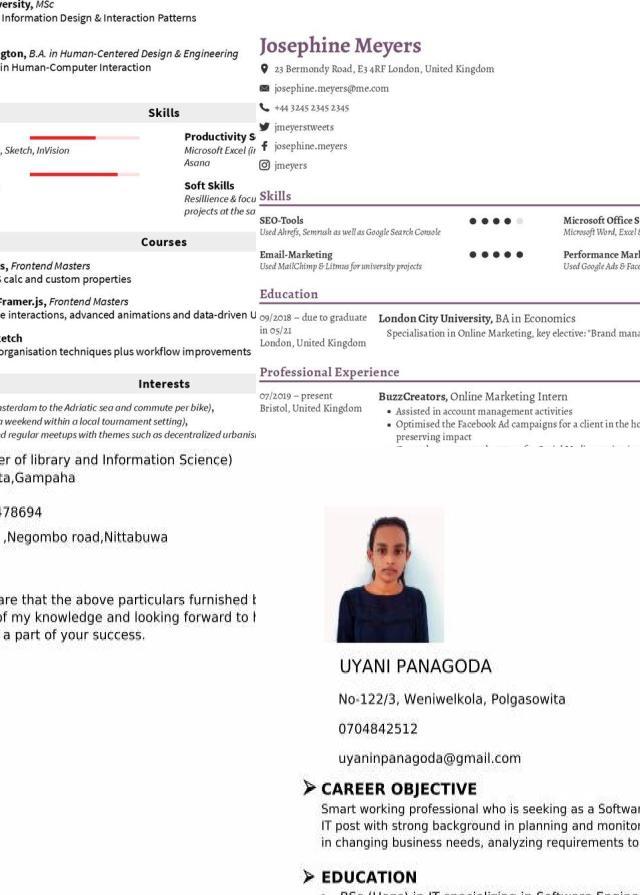 versity, MSc
Information Design & Interaction Patterns
gton, B.A. in Human-Centered Design & Engineering
in Human-Computer Interaction
Skills
Productivity S
, Sketch, InVision
Microsoft Excel (in
Asana
Soft Skills
Resillience & focu
projects at the sa
Courses
s, Frontend Masters
S calc and custom properties
Framer.js, Frontend Masters
e interactions, advanced animations and data-driven U
etch
organisation techniques plus workflow improvements
Interests
msterdam to the Adriatic sea and commute per bike),
a weekend within a local tournament setting),
nd regular meetups with themes such as decentralized urbanis
er of library and Information Science)
ta,Gampaha
478694
,Negombo road,Nittabuwa
are that the above particulars furnished b
of my knowledge and looking forward to h
a part of your success.
Josephine Meyers
23 Bermondy Road, E3 4RF London, United Kingdom
josephine.meyers@me.com
+44 3245 2345 2345
jmeyerstweets
josephine.meyers
jmeyers
Skills
SEO-Tools
Used Ahrefs, Semrush as well as Google Search Console
Microsoft Office S
Microsoft Word, Excel &
Email-Marketing
Used MailChimp & Litmus for university projects
Performance Mark
Used Google Ads & Face
Education
09/2018 – due to graduate
in 05/21
London, United Kingdom
London City University, BA in Economics
Specialisation in Online Marketing, key elective: "Brand mana
Professional Experience
07/2019 – present
Bristol, United Kingdom
BuzzCreators, Online Marketing Intern
• Assisted in account management activities
• Optimised the Facebook Ad campaigns for a client in the ho
preserving impact
UYANI PANAGODA
No-122/3, Weniwelkola, Polgasowita
0704842512
uyaninpanagoda@gmail.com
CAREER OBJECTIVE
Smart working professional who is seeking as a Softwar
IT post with strong background in planning and monitor
in changing business needs, analyzing requirements to
EDUCATION